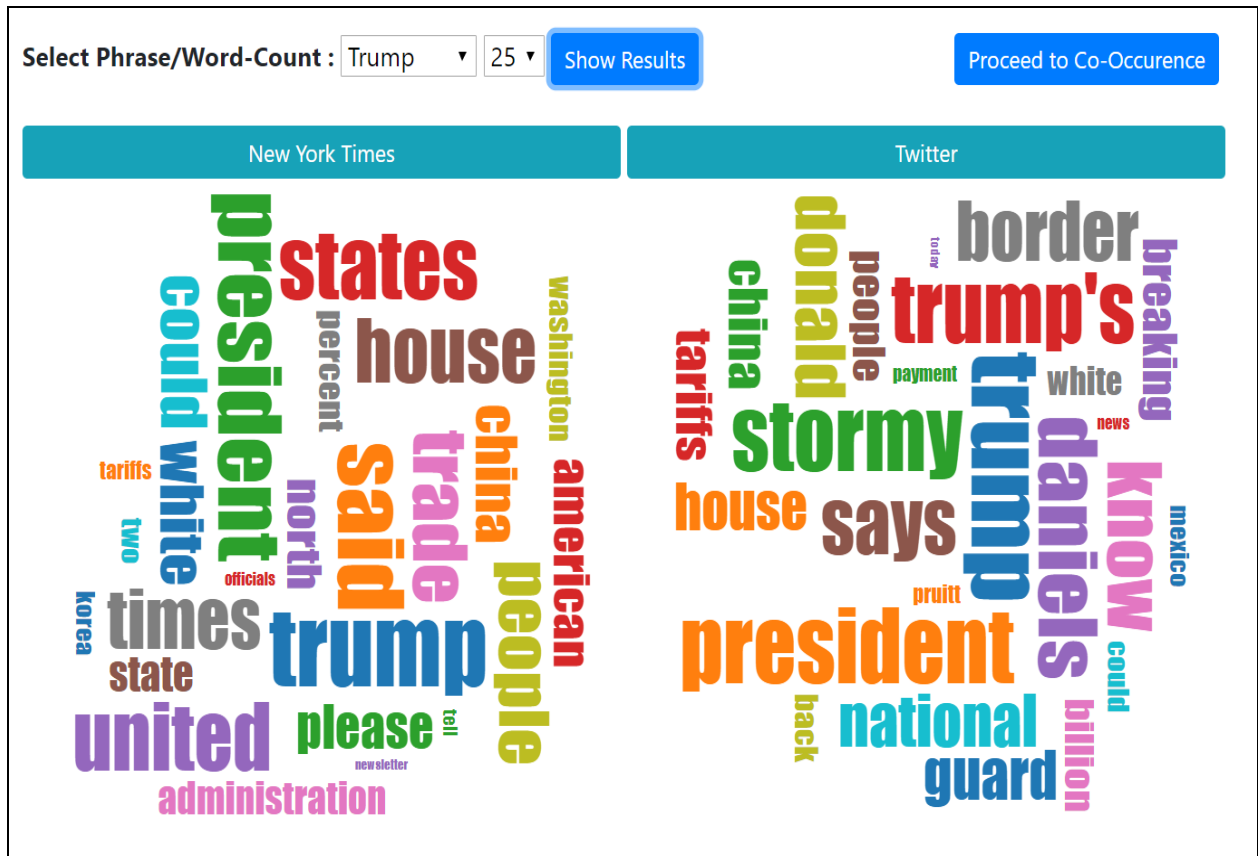 Select Phrase/Word-Count : Trump 25 Show Results Proceed to Co-Occurence
New York Times
Twitter
president
states
could
percent
house
washington
said
trade
china
american
white
tariffs
two
north
officials
people
korea
times
state
trump
united
please
tell
newsletter
administration
donald
today
border
people
china
trump's
breaking
tariffs
payment
white
trump
news
stormy
daniels
know
house
says
mexico
pruitt
president
could
back
national
billion
guard